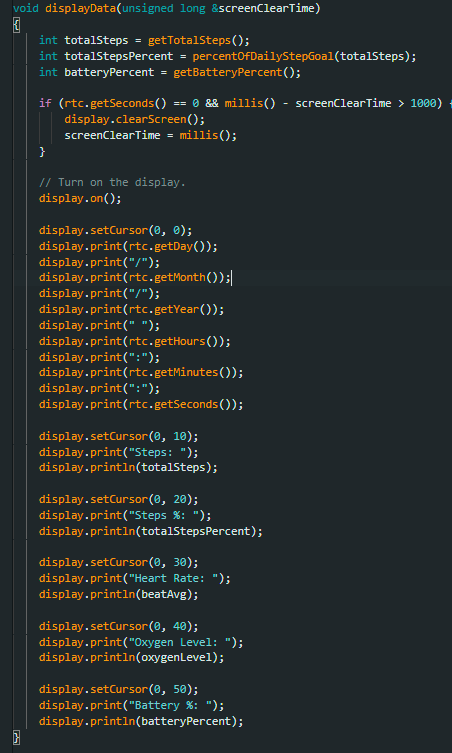 void displayData(unsigned long &screenClearTime)
{
    int totalSteps = getTotalSteps();
    int totalStepsPercent = percentOfDailyStepGoal(totalSteps);
    int batteryPercent = getBatteryPercent();

    if (rtc.getSeconds() == 0 && millis() - screenClearTime > 1000) {
        display.clearScreen();
        screenClearTime = millis();
    }

    // Turn on the display.
    display.on();

    display.setCursor(0, 0);
    display.print(rtc.getDay());
    display.print("/");
    display.print(rtc.getMonth());
    display.print("/");
    display.print(rtc.getYear());
    display.print(" ");
    display.print(rtc.getHours());
    display.print(":");
    display.print(rtc.getMinutes());
    display.print(":");
    display.print(rtc.getSeconds());

    display.setCursor(0, 10);
    display.print("Steps: ");
    display.println(totalSteps);

    display.setCursor(0, 20);
    display.print("Steps %: ");
    display.println(totalStepsPercent);

    display.setCursor(0, 30);
    display.print("Heart Rate: ");
    display.println(beatAvg);

    display.setCursor(0, 40);
    display.print("Oxygen Level: ");
    display.println(oxygenLevel);

    display.setCursor(0, 50);
    display.print("Battery %: ");
    display.println(batteryPercent);
}